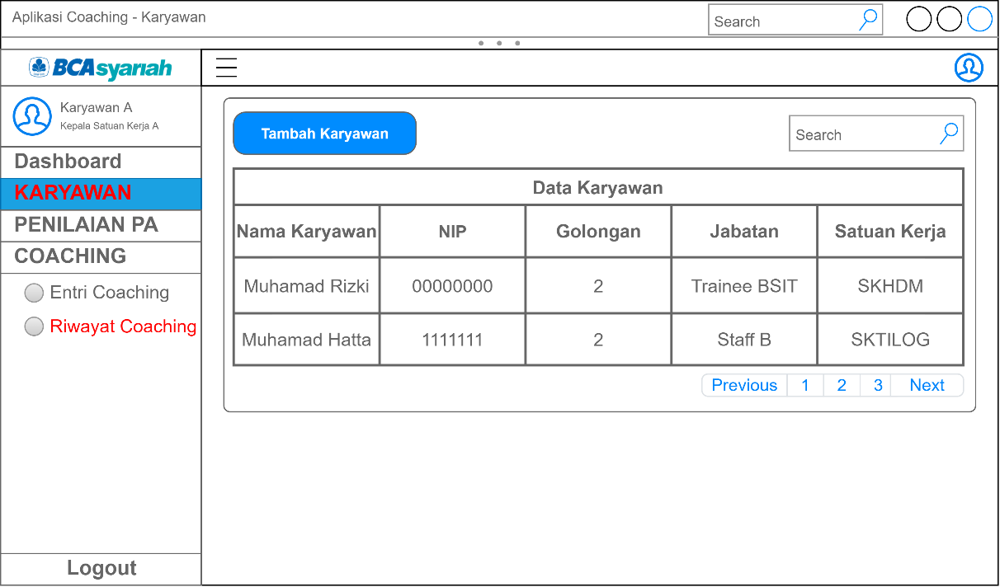 Aplikasi Coaching - Karyawan
Search
BCAsyariah
Karyawan A
Kepala Satuan Kerja A
Dashboard
KARYAWAN
PENILAIAN PA
COACHING
Entri Coaching
Riwayat Coaching
Logout
Tambah Karyawan
Search
Data Karyawan
Nama Karyawan NIP Golongan Jabatan Satuan Kerja
Muhamad Rizki 00000000 2 Trainee BSIT SKHDM
Muhamad Hatta 1111111 2 Staff B SKTILOG
Previous 1 2 3 Next